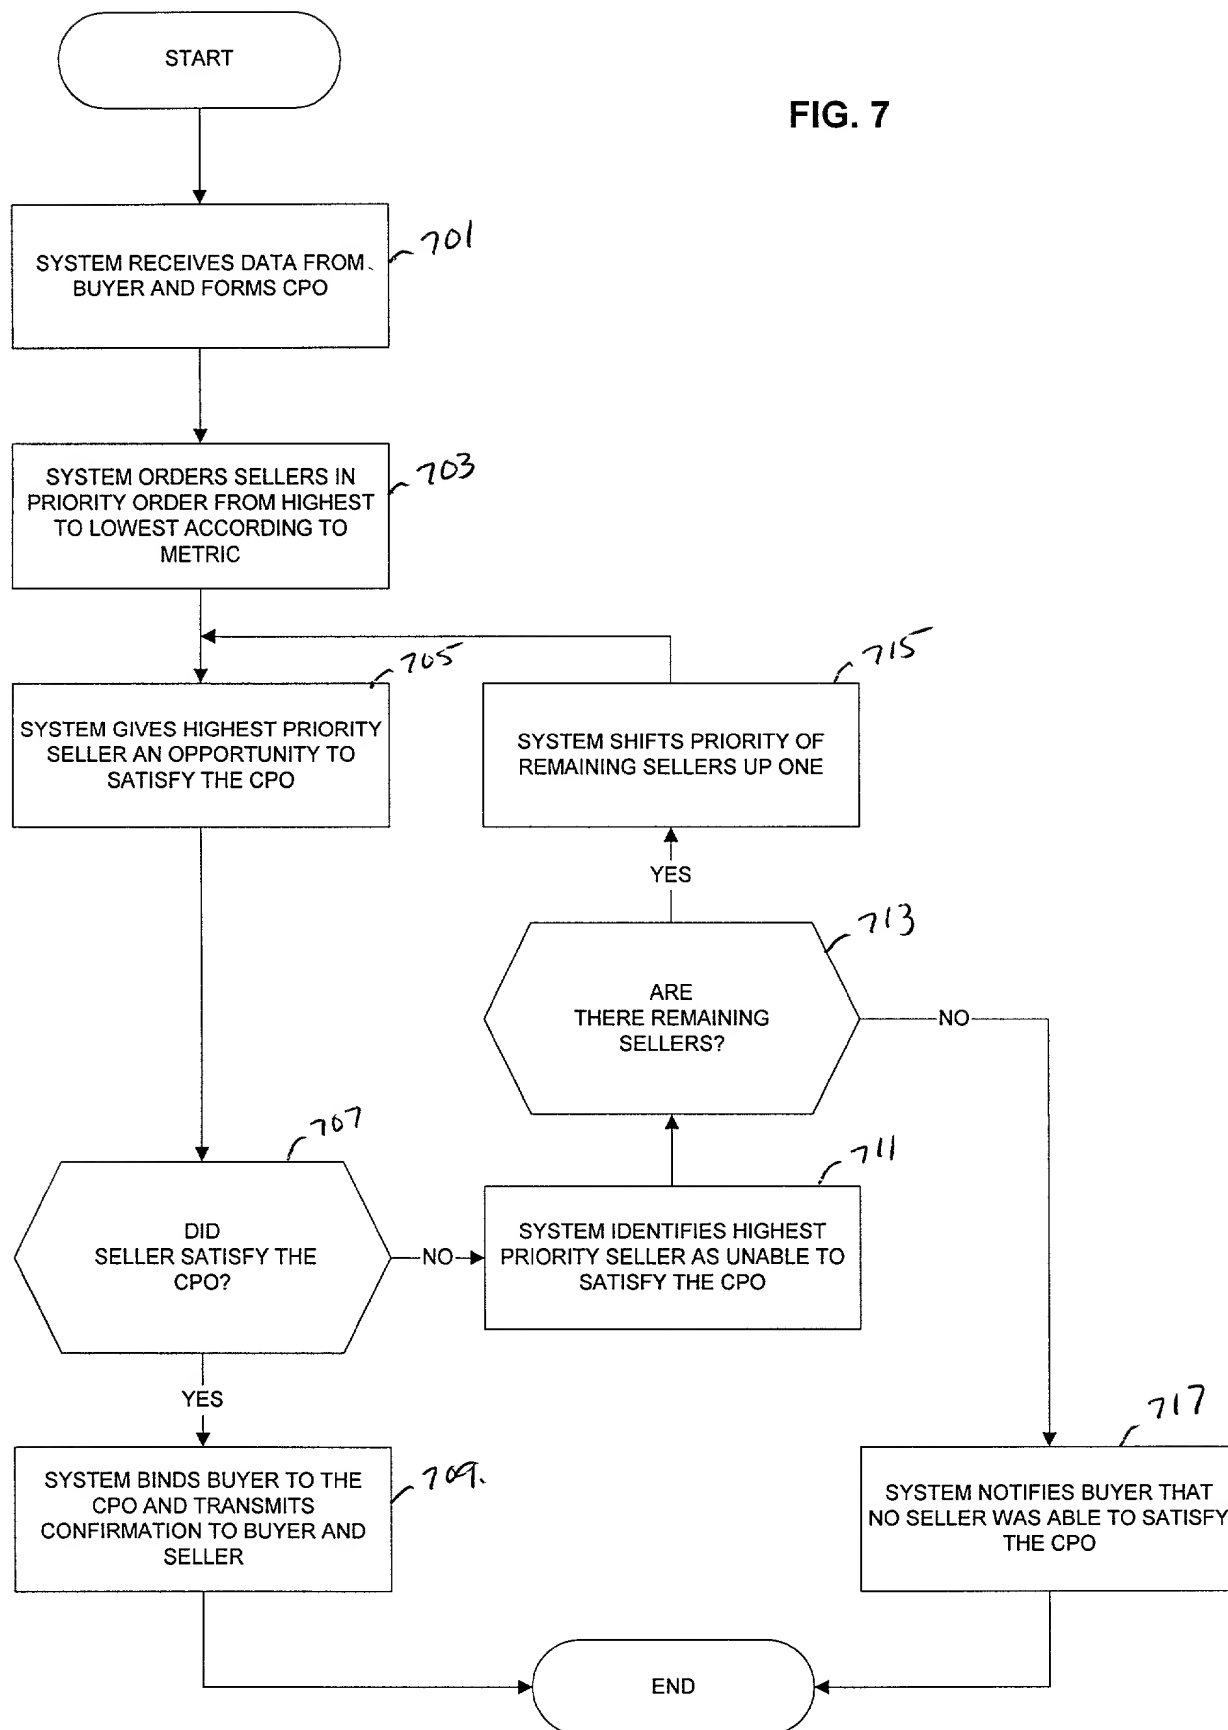 START
FIG. 7
701
SYSTEM RECEIVES DATA FROM
BUYER AND FORMS CPO
703
SYSTEM ORDERS SELLERS IN
PRIORITY ORDER FROM HIGHEST
TO LOWEST ACCORDING TO
METRIC
705
SYSTEM GIVES HIGHEST PRIORITY
SELLER AN OPPORTUNITY TO
SATISFY THE CPO
715
SYSTEM SHIFTS PRIORITY OF
REMAINING SELLERS UP ONE
YES
713
ARE
THERE REMAINING
SELLERS?
NO
707
DID
SELLER SATISFY THE
CPO?
NO
711
SYSTEM IDENTIFIES HIGHEST
PRIORITY SELLER AS UNABLE TO
SATISFY THE CPO
YES
709.
SYSTEM BINDS BUYER TO THE
CPO AND TRANSMITS
CONFIRMATION TO BUYER AND
SELLER
717
SYSTEM NOTIFIES BUYER THAT
NO SELLER WAS ABLE TO SATISFY
THE CPO
END